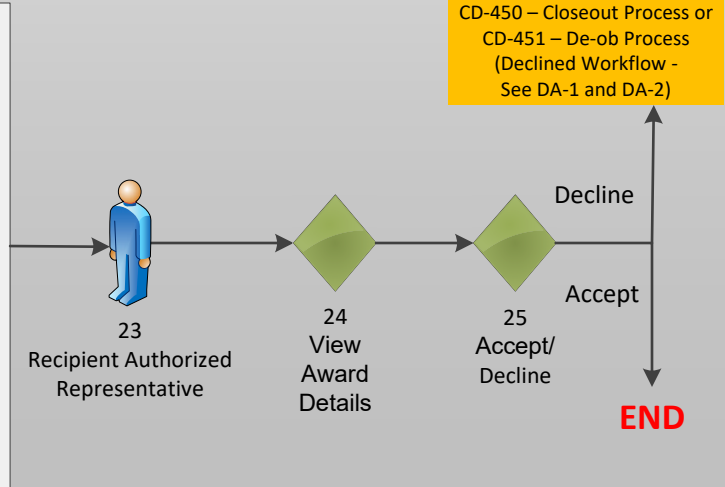 CD-450 – Closeout Process or
CD-451 – De-ob Process
(Declined Workflow -
See DA-1 and DA-2)
Decline
Accept
23
Recipient Authorized
Representative
24
View
Award
Details
25
Accept/
Decline
END